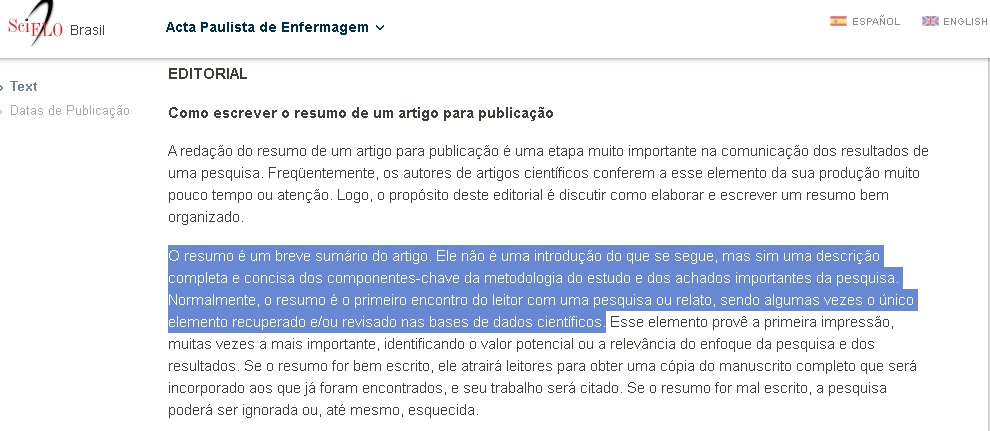 SciELO Brasil
Acta Paulista de Enfermagem
ESPAÑOL
ENGLISH
Text
Datas de Publicação
EDITORIAL
Como escrever o resumo de um artigo para publicação
A redação do resumo de um artigo para publicação é uma etapa muito importante na comunicação dos resultados de
uma pesquisa. Freqüentemente, os autores de artigos científicos conferem a esse elemento da sua produção muito
pouco tempo ou atenção. Logo, o propósito deste editorial é discutir como elaborar e escrever um resumo bem
organizado.
O resumo é um breve sumário do artigo. Ele não é uma introdução do que se segue, mas sim uma descrição
completa e concisa dos componentes-chave da metodologia do estudo e dos achados importantes da pesquisa.
Normalmente, o resumo é o primeiro encontro do leitor com uma pesquisa ou relato, sendo algumas vezes o único
elemento recuperado e/ou revisado nas bases de dados científicos. Esse elemento provê a primeira impressão,
muitas vezes a mais importante, identificando o valor potencial ou a relevância do enfoque da pesquisa e dos
resultados. Se o resumo for bem escrito, ele atrairá leitores para obter uma cópia do manuscrito completo que será
incorporado aos que já foram encontrados, e seu trabalho será citado. Se o resumo for mal escrito, a pesquisa
poderá ser ignorada ou, até mesmo, esquecida.